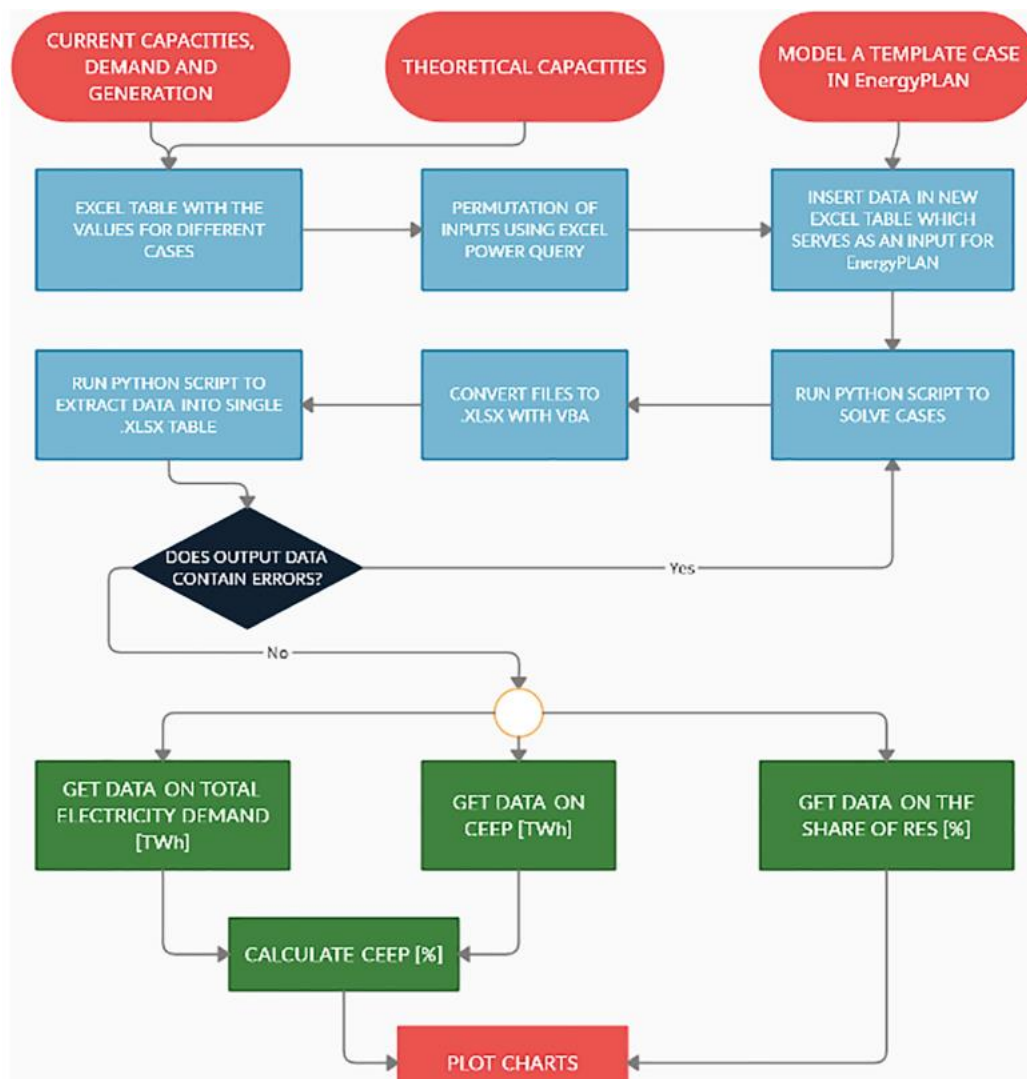 CURRENT CAPACITIES,
DEMAND AND
GENERATION
THEORETICAL CAPACITIES
MODEL A TEMPLATE CASE
IN EnergyPLAN
EXCEL TABLE WITH THE
VALUES FOR DIFFERENT
CASES
PERMUTATION OF
INPUTS USING EXCEL
POWER QUERY
INSERT DATA IN NEW
EXCEL TABLE WHICH
SERVES AS AN INPUT FOR
EnergyPLAN
RUN PYTHON SCRIPT TO
EXTRACT DATA INTO SINGLE
.XLSX TABLE
CONVERT FILES TO
.XLSX WITH VBA
RUN PYTHON SCRIPT TO
SOLVE CASES
DOES OUTPUT DATA
CONTAIN ERRORS?
Yes
No
GET DATA ON TOTAL
ELECTRICITY DEMAND
[TWh]
GET DATA ON
CEEP [TWh]
GET DATA ON THE
SHARE OF RES [%]
CALCULATE CEEP [%]
PLOT CHARTS